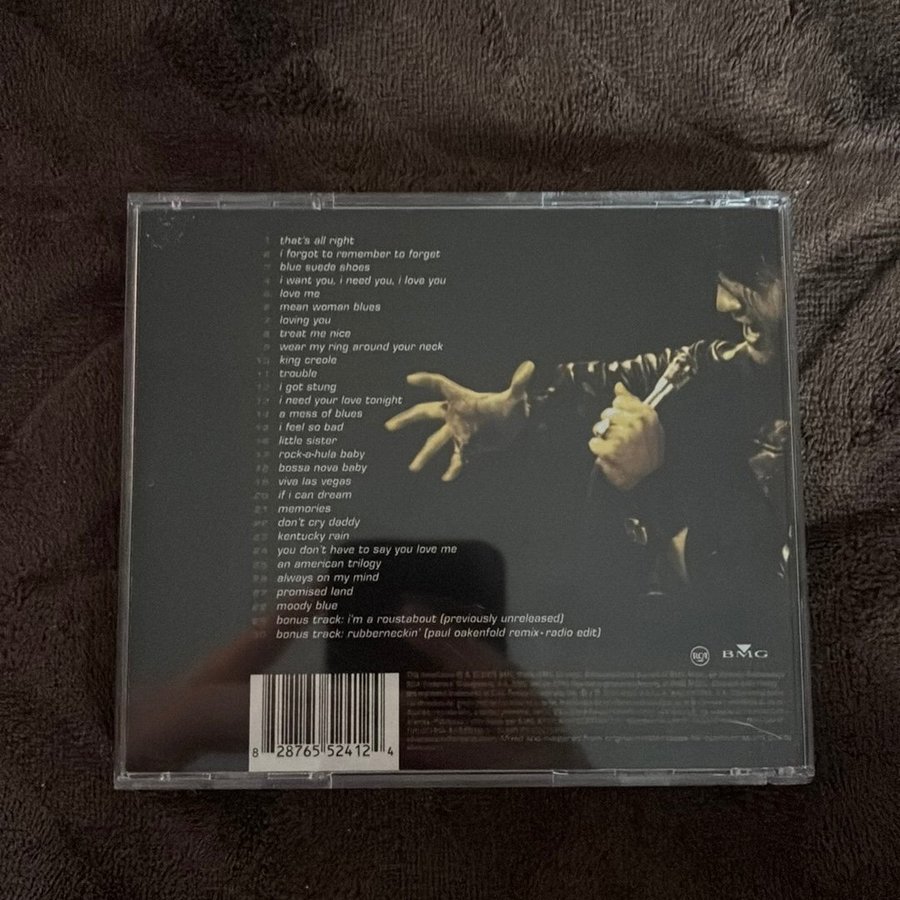 1 that's all right
2 i forgot to remember to forget
3 blue suede shoes
4 i want you, i need you, i love you
5 love me
6 mean woman blues
7 loving you
8 treat me nice
9 wear my ring around your neck
10 king creole
11 trouble
12 i got stung
13 i need your love tonight
14 a mess of blues
15 i feel so bad
16 little sister
17 rock-a-hula baby
18 bossa nova baby
19 viva las vegas
20 if i can dream
21 memories
22 don't cry daddy
23 kentucky rain
24 you don't have to say you love me
25 an american trilogy
26 always on my mind
27 promised land
28 moody blue
29 bonus track: i'm a roustabout (previously unreleased)
30 bonus track: rubberneckin' (paul oakenfold remix • radio edit)
RCA BMG
8 28765 52412 4